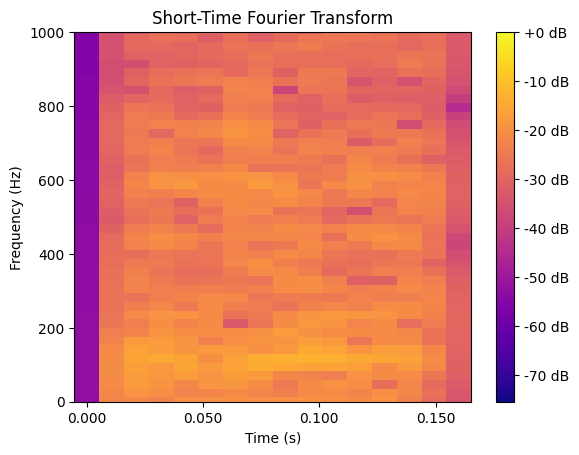 Short-Time Fourier Transform
1000
800
600
400
200
0
Frequency (Hz)
0.000
0.050
0.100
0.150
Time (s)
+0 dB
-10 dB
-20 dB
-30 dB
-40 dB
-50 dB
-60 dB
-70 dB